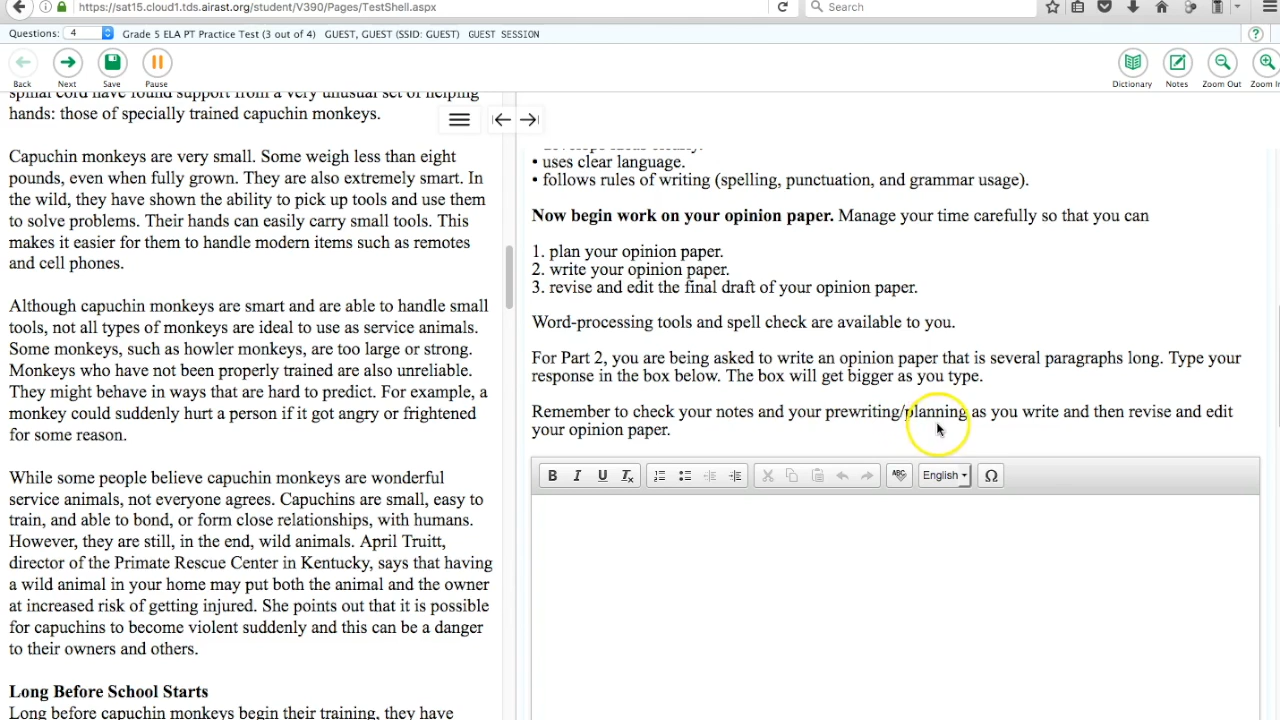 https://sat15.cloud1.tds.airast.org/student/V390/Pages/TestShell.aspx
Search
Questions: 4 Grade 5 ELA PT Practice Test (3 out of 4) GUEST, GUEST (SSID: GUEST) GUEST SESSION
Back Next Save Pause
Dictionary Notes Zoom Out Zoom In
spinal cord have found support from a very unusual set of helping
hands: those of specially trained capuchin monkeys.
Capuchin monkeys are very small. Some weigh less than eight
pounds, even when fully grown. They are also extremely smart. In
the wild, they have shown the ability to pick up tools and use them
to solve problems. Their hands can easily carry small tools. This
makes it easier for them to handle modern items such as remotes
and cell phones.
Although capuchin monkeys are smart and are able to handle small
tools, not all types of monkeys are ideal to use as service animals.
Some monkeys, such as howler monkeys, are too large or strong.
Monkeys who have not been properly trained are also unreliable.
They might behave in ways that are hard to predict. For example, a
monkey could suddenly hurt a person if it got angry or frightened
for some reason.
While some people believe capuchin monkeys are wonderful
service animals, not everyone agrees. Capuchins are small, easy to
train, and able to bond, or form close relationships, with humans.
However, they are still, in the end, wild animals. April Truitt,
director of the Primate Rescue Center in Kentucky, says that having
a wild animal in your home may put both the animal and the owner
at increased risk of getting injured. She points out that it is possible
for capuchins to become violent suddenly and this can be a danger
to their owners and others.
Long Before School Starts
Long before capuchin monkeys begin their training, they have
• develops ideas clearly.
• uses clear language.
• follows rules of writing (spelling, punctuation, and grammar usage).
Now begin work on your opinion paper. Manage your time carefully so that you can
1. plan your opinion paper.
2. write your opinion paper.
3. revise and edit the final draft of your opinion paper.
Word-processing tools and spell check are available to you.
For Part 2, you are being asked to write an opinion paper that is several paragraphs long. Type your
response in the box below. The box will get bigger as you type.
Remember to check your notes and your prewriting/planning as you write and then revise and edit
your opinion paper.
B I U Tx ABC English Ω